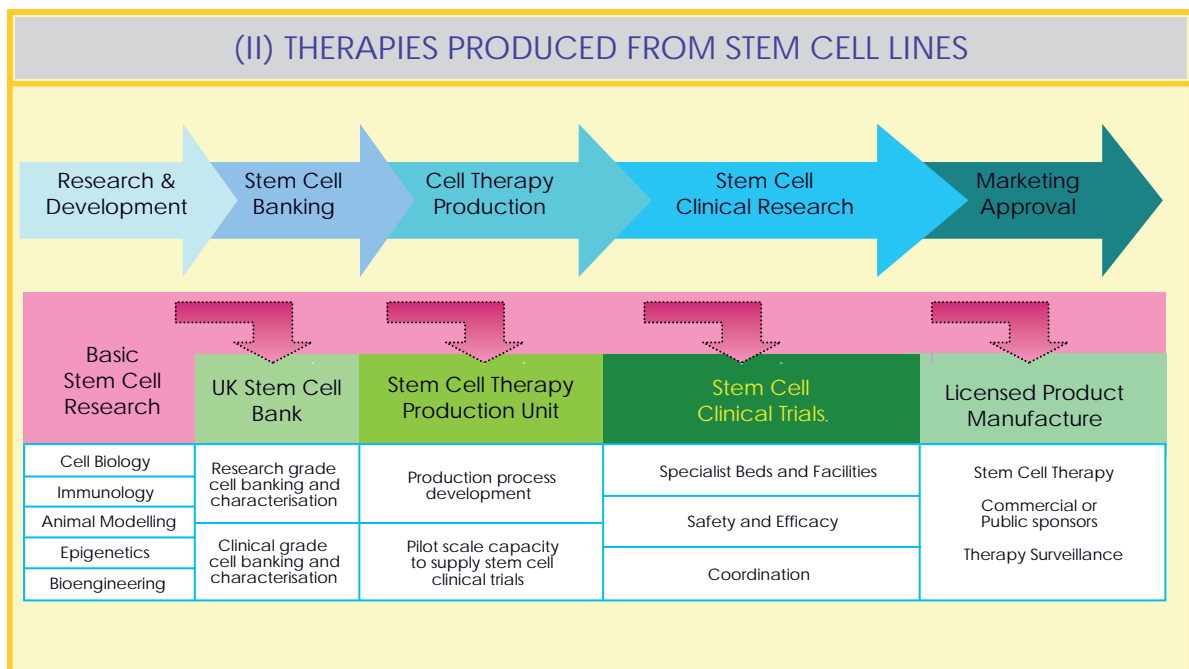 (II) THERAPIES PRODUCED FROM STEM CELL LINES
Research &
Development
Stem Cell
Banking
Cell Therapy
Production
Stem Cell
Clinical Research
Marketing
Approval
Basic
Stem Cell
Research
UK Stem Cell
Bank
Stem Cell Therapy
Production Unit
Stem Cell
Clinical Trials.
Licensed Product
Manufacture
Cell Biology
Immunology
Animal Modelling
Epigenetics
Bioengineering
Research grade
cell banking and
characterisation
Clinical grade
cell banking and
characterisation
Production process
development
Pilot scale capacity
to supply stem cell
clinical trials
Specialist Beds and Facilities
Safety and Efficacy
Coordination
Stem Cell Therapy
Commercial or
Public sponsors
Therapy Surveillance